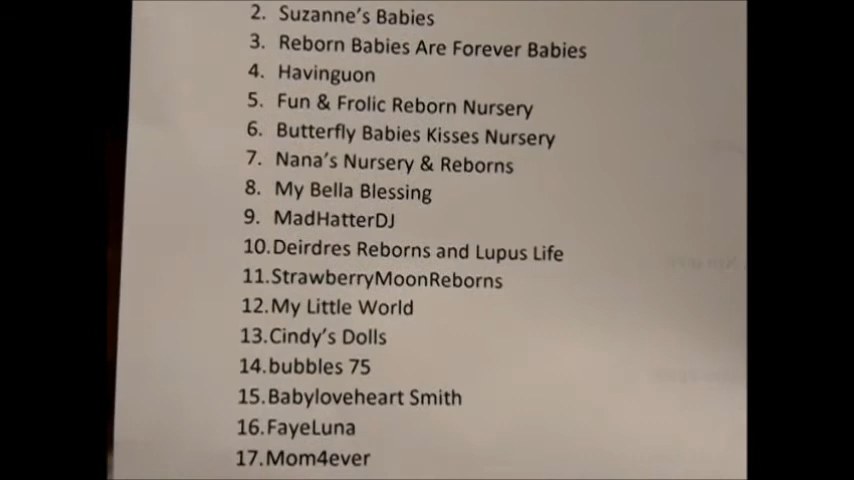 2. Suzanne's Babies
3. Reborn Babies Are Forever Babies
4. Havinguon
5. Fun & Frolic Reborn Nursery
6. Butterfly Babies Kisses Nursery
7. Nana's Nursery & Reborns
8. My Bella Blessing
9. MadHatterDJ
10. Deirdres Reborns and Lupus Life
11. StrawberryMoonReborns
12. My Little World
13. Cindy's Dolls
14. bubbles 75
15. Babyloveheart Smith
16. FayeLuna
17. Mom4ever